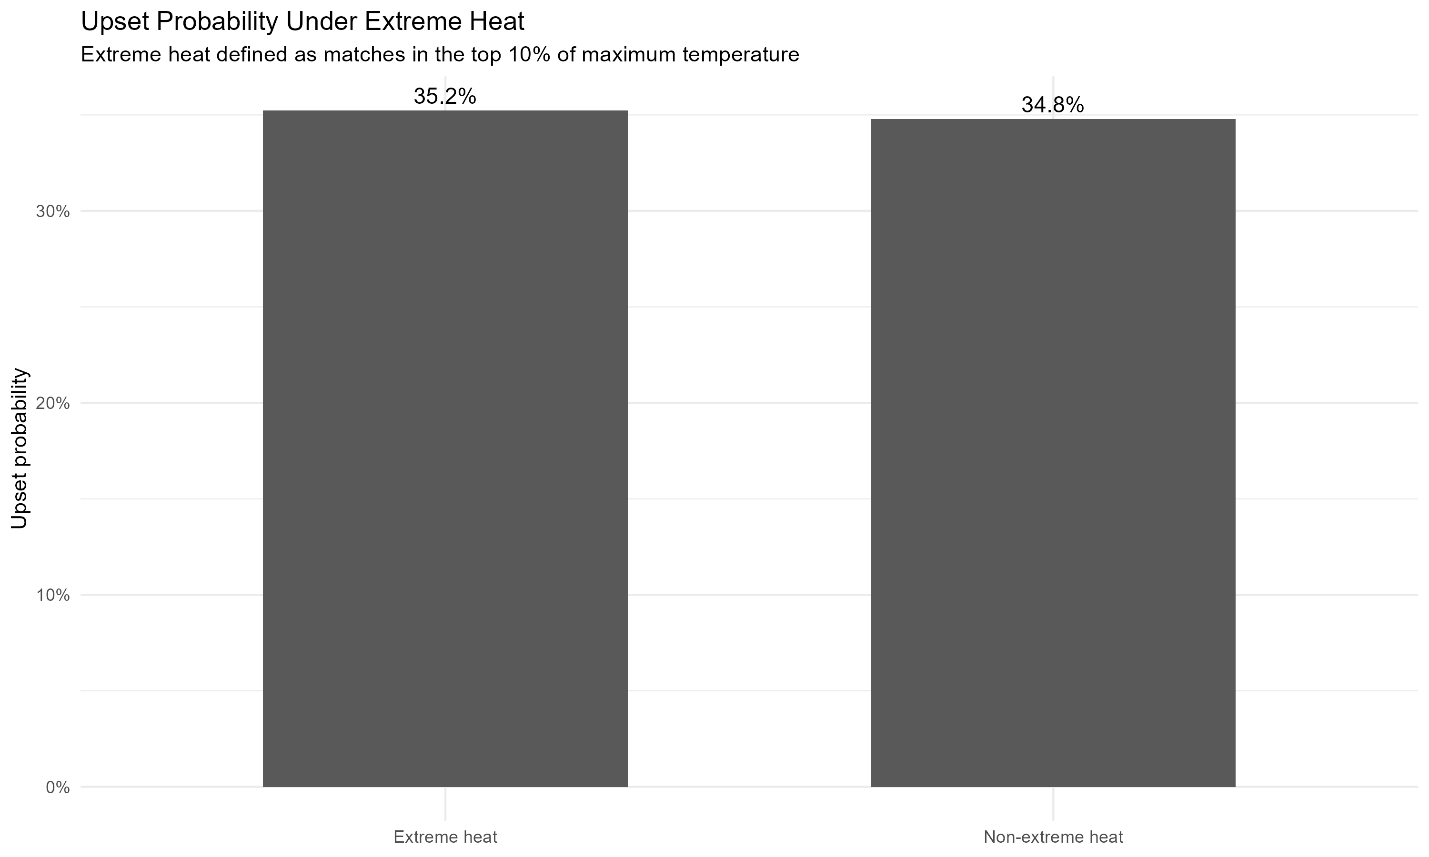 Upset Probability Under Extreme Heat
Extreme heat defined as matches in the top 10% of maximum temperature
35.2%
34.8%
30%
20%
10%
0%
Upset probability
Extreme heat
Non-extreme heat